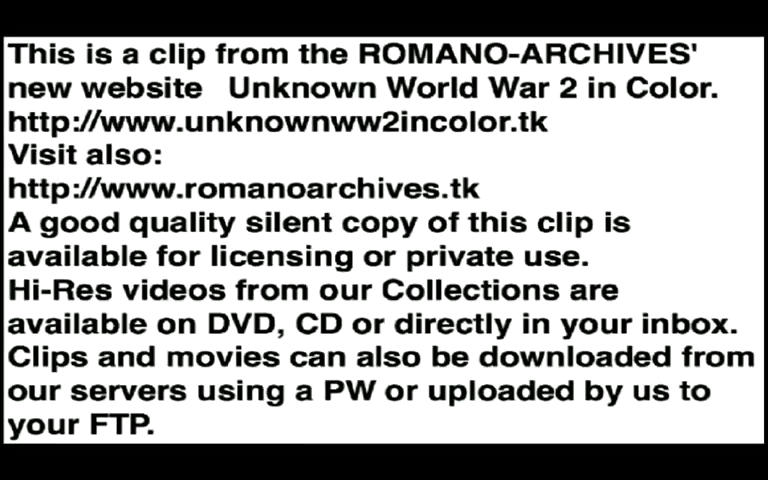 This is a clip from the ROMANO-ARCHIVES'
new website   Unknown World War 2 in Color.
http://www.unknownww2incolor.tk
Visit also:
http://www.romanoarchives.tk
A good quality silent copy of this clip is
available for licensing or private use.
Hi-Res videos from our Collections are
available on DVD, CD or directly in your inbox.
Clips and movies can also be downloaded from
our servers using a PW or uploaded by us to
your FTP.